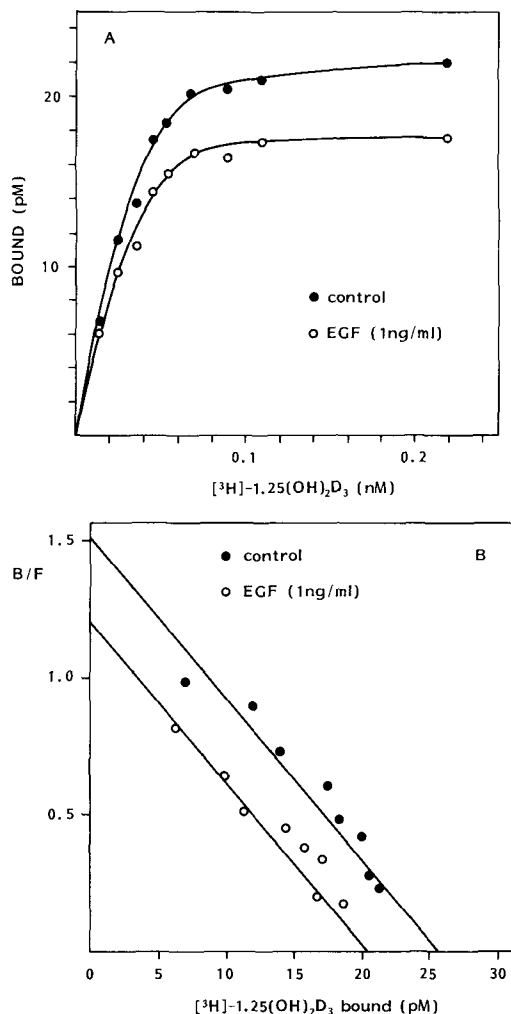 A
BOUND (pM)
20
10
● control
○ EGF (1ng/ml)
0.1
0.2
[³H]-1.25(OH)₂D₃ (nM)
B
B/F
1.5
1.0
0.5
● control
○ EGF (1ng/ml)
0 5 10 15 20 25 30
[³H]-1.25(OH)₂D₃ bound (pM)